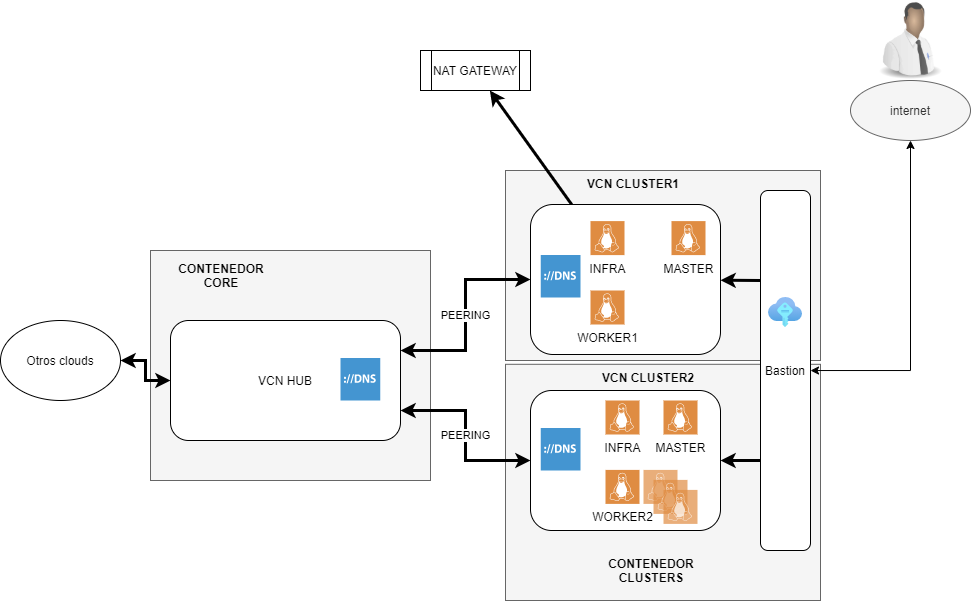 NAT GATEWAY
internet
VCN CLUSTER1
INFRA
MASTER
://DNS
WORKER1
CONTENEDOR
CORE
PEERING
Otros clouds
VCN HUB
://DNS
Bastion
VCN CLUSTER2
PEERING
://DNS
INFRA
MASTER
WORKER2
CONTENEDOR
CLUSTERS